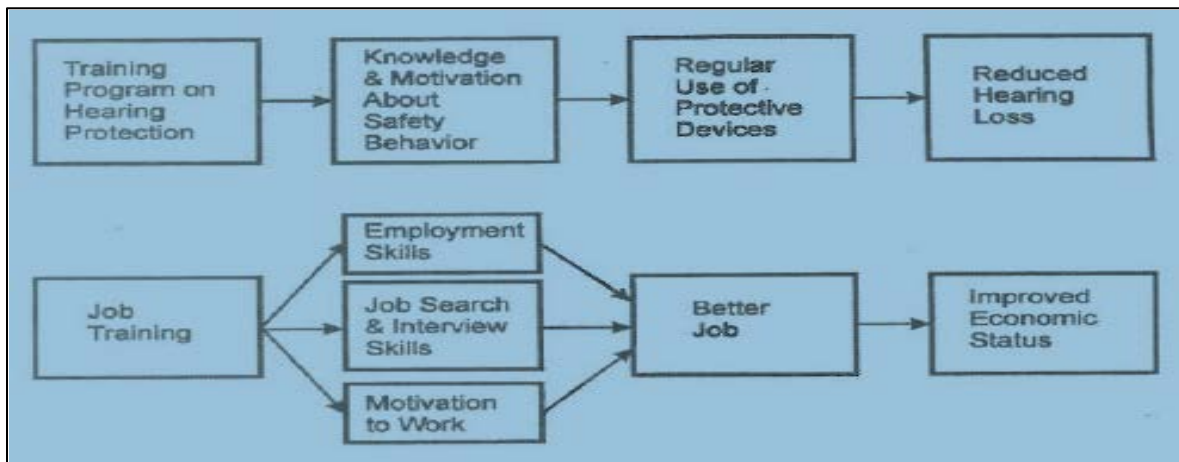 Training
Program on
Hearing
Protection
Knowledge
& Motivation
About
Safety
Behavior
Regular
Use of
Protective
Devices
Reduced
Hearing
Loss
Job
Training
Employment
Skills
Job Search
& Interview
Skills
Motivation
to Work
Better
Job
Improved
Economic
Status